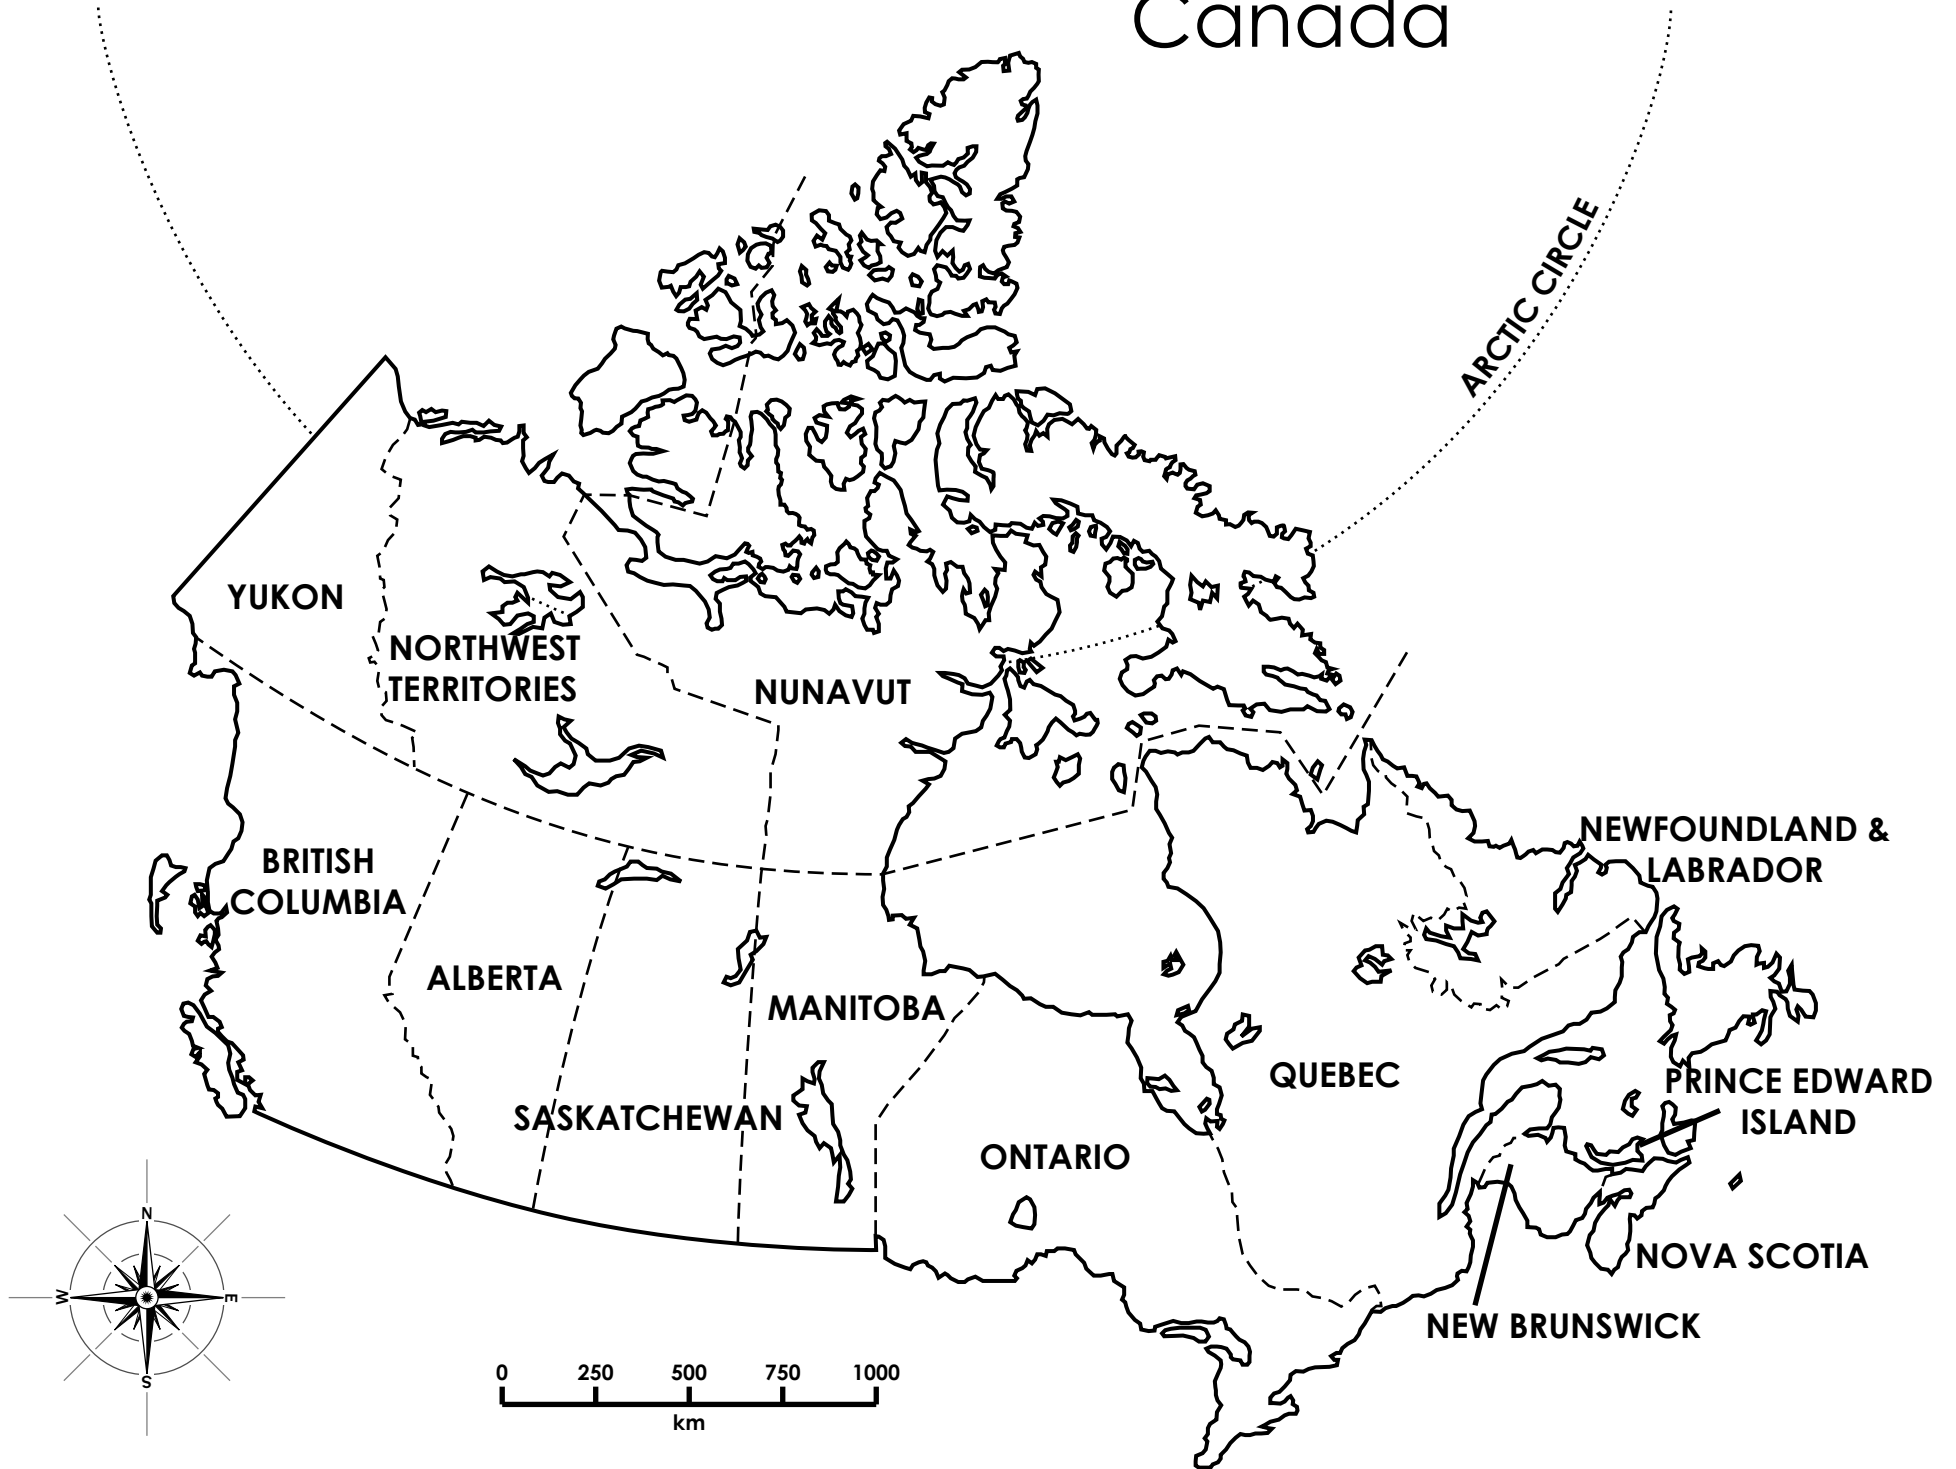 Canada
ARCTIC CIRCLE
YUKON
NORTHWEST
TERRITORIES
NUNAVUT
BRITISH
COLUMBIA
ALBERTA
SASKATCHEWAN
MANITOBA
ONTARIO
QUEBEC
NEWFOUNDLAND &
LABRADOR
PRINCE EDWARD
ISLAND
NOVA SCOTIA
NEW BRUNSWICK
N
W
E
S
0 250 500 750 1000
km